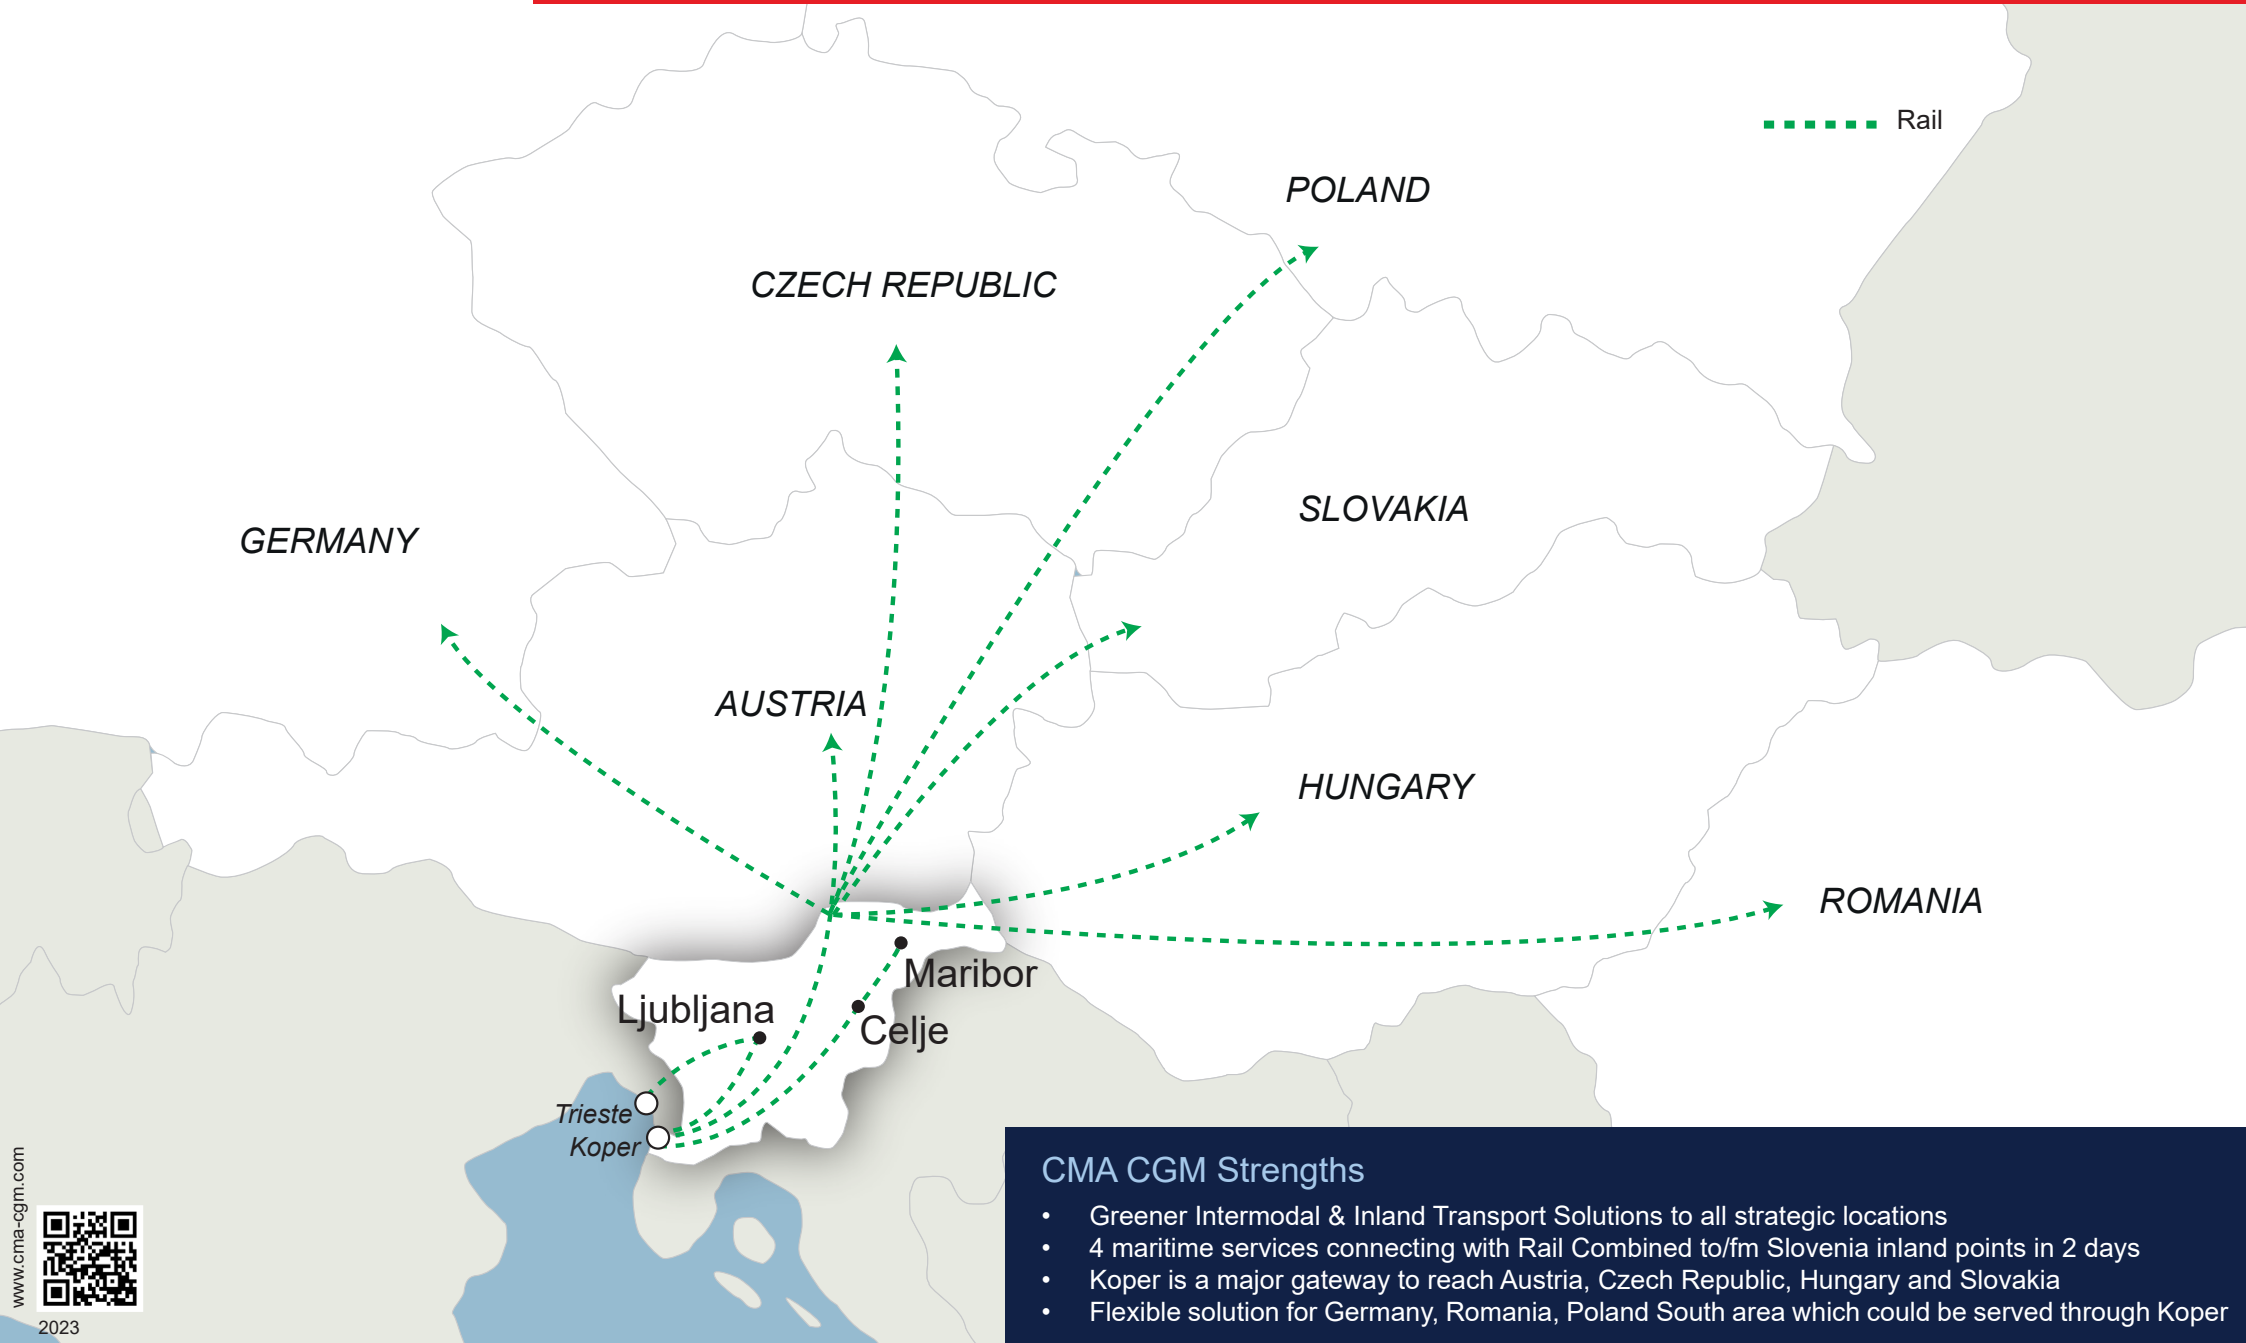 Rail
POLAND
CZECH REPUBLIC
SLOVAKIA
GERMANY
AUSTRIA
HUNGARY
ROMANIA
Maribor
Ljubljana
Celje
Trieste
Koper
CMA CGM Strengths
• Greener Intermodal & Inland Transport Solutions to all strategic locations
• 4 maritime services connecting with Rail Combined to/fm Slovenia inland points in 2 days
• Koper is a major gateway to reach Austria, Czech Republic, Hungary and Slovakia
• Flexible solution for Germany, Romania, Poland South area which could be served through Koper
www.cma-cgm.com
2023